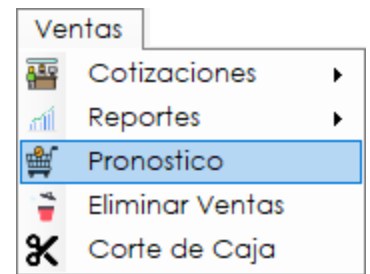 Ventas
Cotizaciones
Reportes
Pronostico
Eliminar Ventas
Corte de Caja